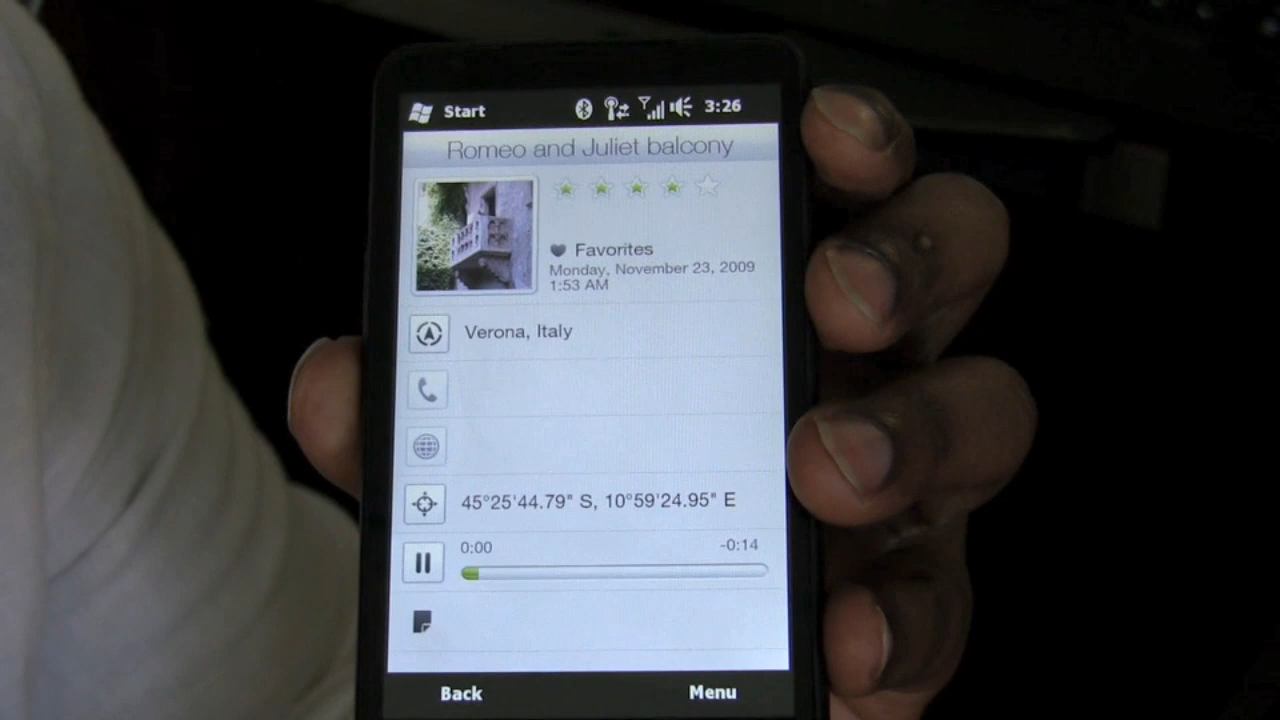 Start 3:26
Romeo and Juliet balcony
Favorites
Monday, November 23, 2009
1:53 AM
Verona, Italy
45°25'44.79" S, 10°59'24.95" E
0:00 -0:14
Back Menu